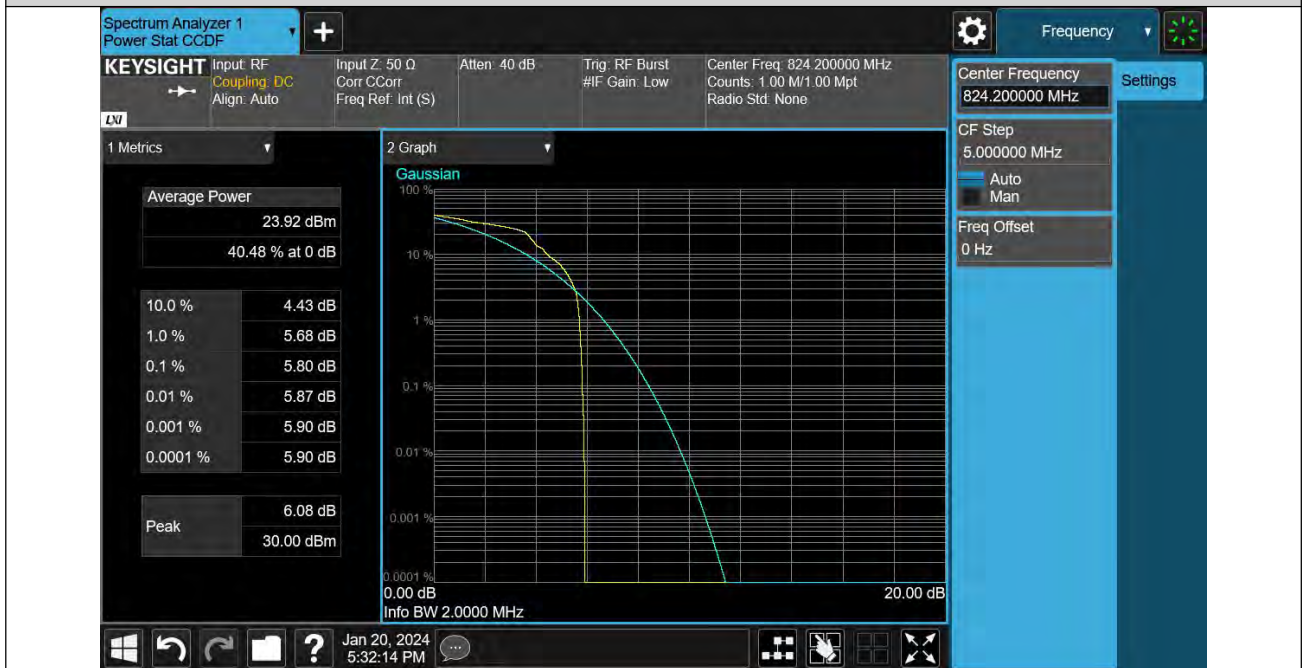 Spectrum Analyzer 1
Power Stat CCDF
Frequency
KEYSIGHT
LXI
Input: RF
Coupling: DC
Align: Auto
Input Z: 50 Ω
Corr CCorr
Freq Ref: Int (S)
Atten: 40 dB
Trig: RF Burst
#IF Gain: Low
Center Freq: 824.200000 MHz
Counts: 1.00 M/1.00 Mpt
Radio Std: None
Center Frequency
824.200000 MHz
Settings
CF Step
5.000000 MHz
Auto
Man
Freq Offset
0 Hz
1 Metrics
Average Power
23.92 dBm
40.48 % at 0 dB
10.0 % 4.43 dB
1.0 % 5.68 dB
0.1 % 5.80 dB
0.01 % 5.87 dB
0.001 % 5.90 dB
0.0001 % 5.90 dB
Peak
6.08 dB
30.00 dBm
2 Graph
Gaussian
100 %
10 %
1 %
0.1 %
0.01 %
0.001 %
0.0001 %
0.00 dB 20.00 dB
Info BW 2.0000 MHz
?
Jan 20, 2024
5:32:14 PM